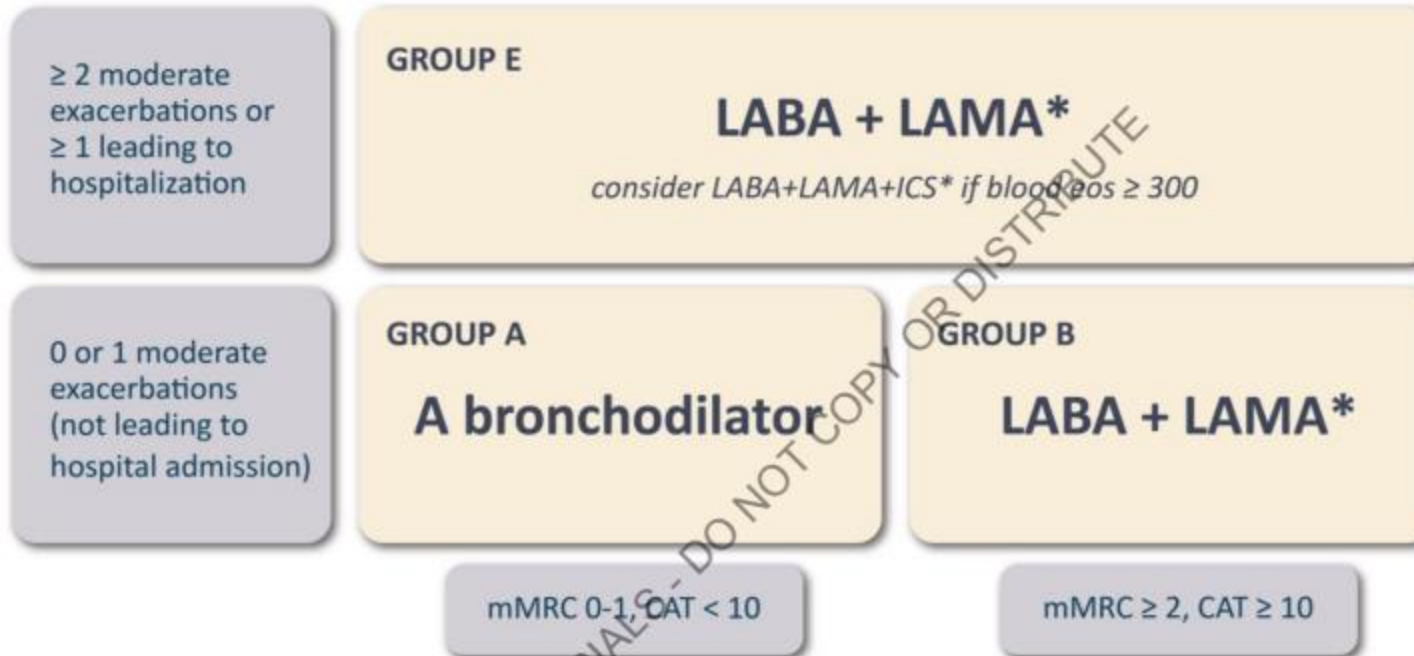 ≥ 2 moderate
exacerbations or
≥ 1 leading to
hospitalization
GROUP E
LABA + LAMA*
consider LABA+LAMA+ICS* if blood eos ≥ 300
0 or 1 moderate
exacerbations
(not leading to
hospital admission)
GROUP A
A bronchodilator
GROUP B
LABA + LAMA*
mMRC 0-1, CAT < 10
mMRC ≥ 2, CAT ≥ 10
- DO NOT COPY OR DISTRIBUTE